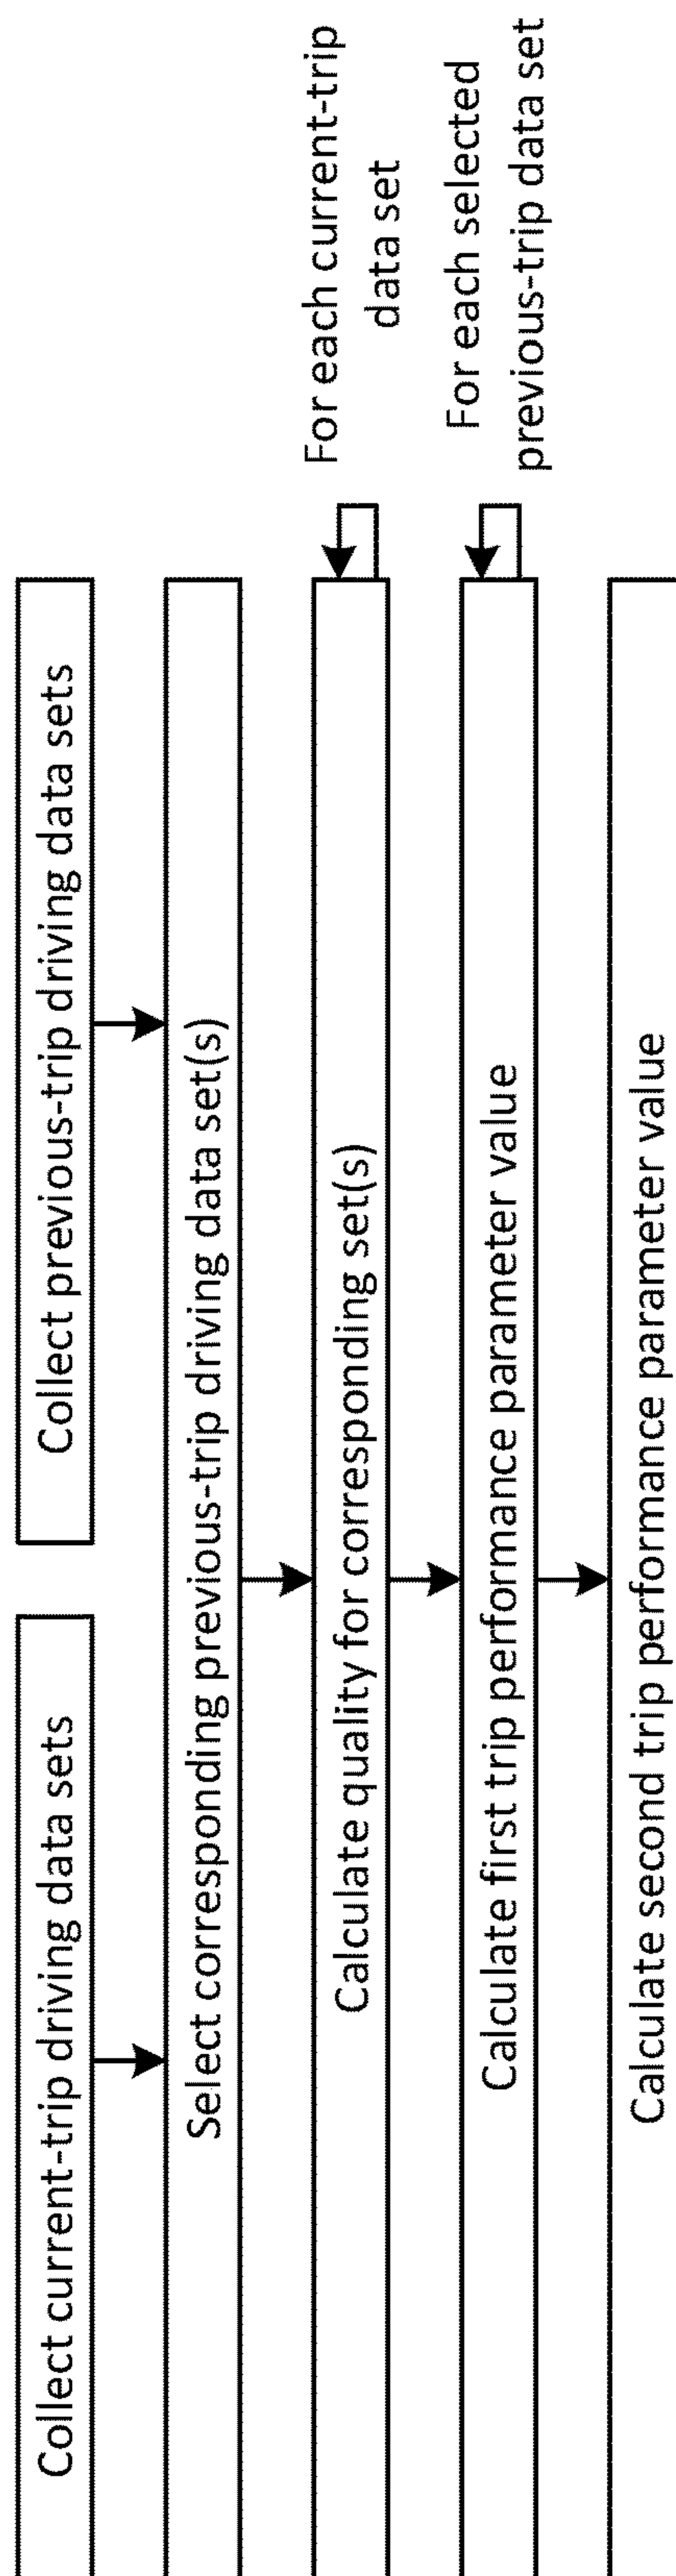 Collect current-trip driving data sets
Collect previous-trip driving data sets
Select corresponding previous-trip driving data set(s)
Calculate quality for corresponding set(s)
For each current-trip
data set
Calculate first trip performance parameter value
For each selected
previous-trip data set
Calculate second trip performance parameter value